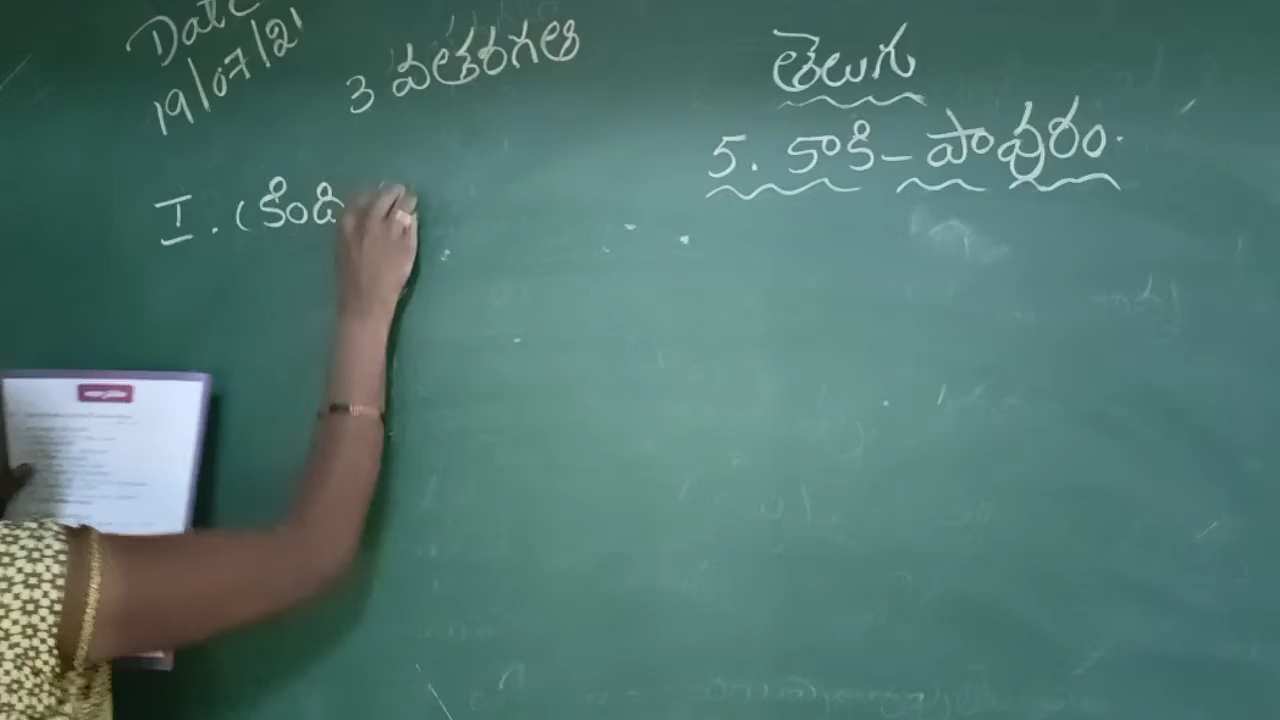 Date
19/07/21
3 వతరగతి
తెలుగు
5. కాకి - పావురం.
I. క్రింది